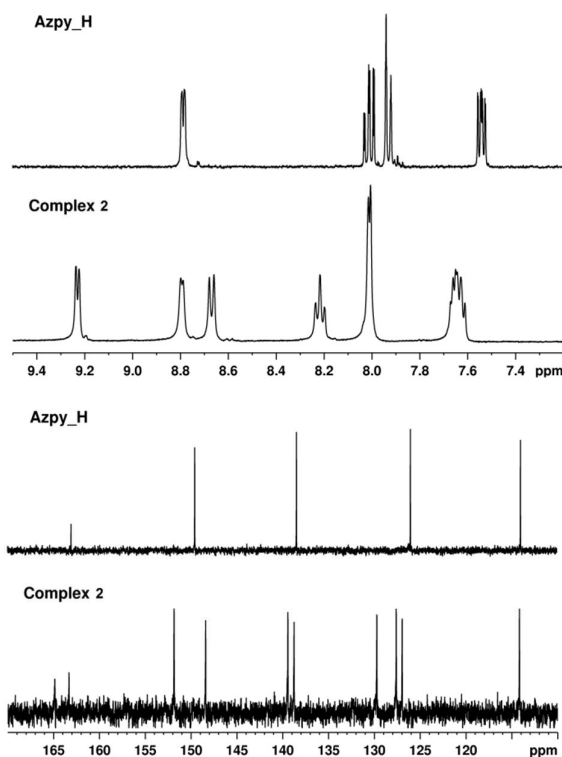 Azpy_H
Complex 2
9.4 9.2 9.0 8.8 8.6 8.4 8.2 8.0 7.8 7.6 7.4 ppm
Azpy_H
Complex 2
165 160 155 150 145 140 135 130 125 120 ppm